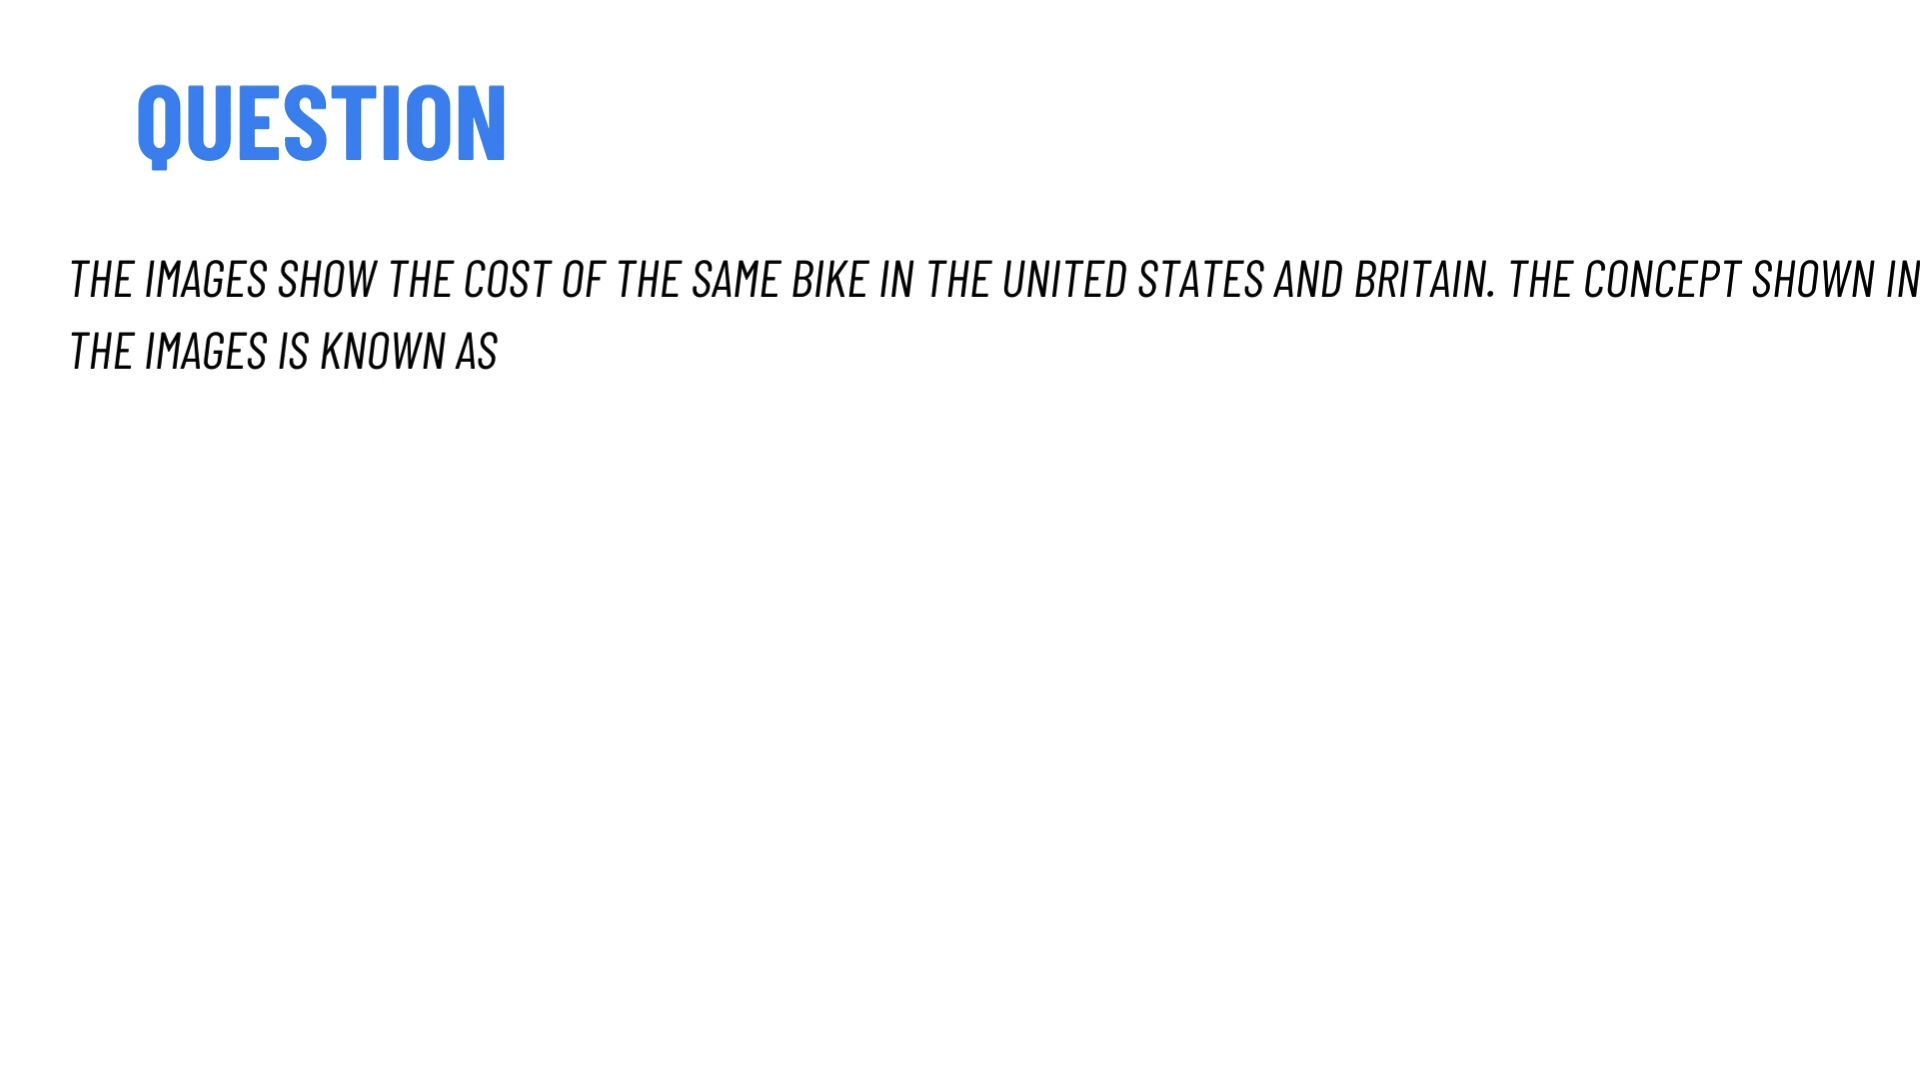 QUESTION
THE IMAGES SHOW THE COST OF THE SAME BIKE IN THE UNITED STATES AND BRITAIN. THE CONCEPT SHOWN IN
THE IMAGES IS KNOWN AS